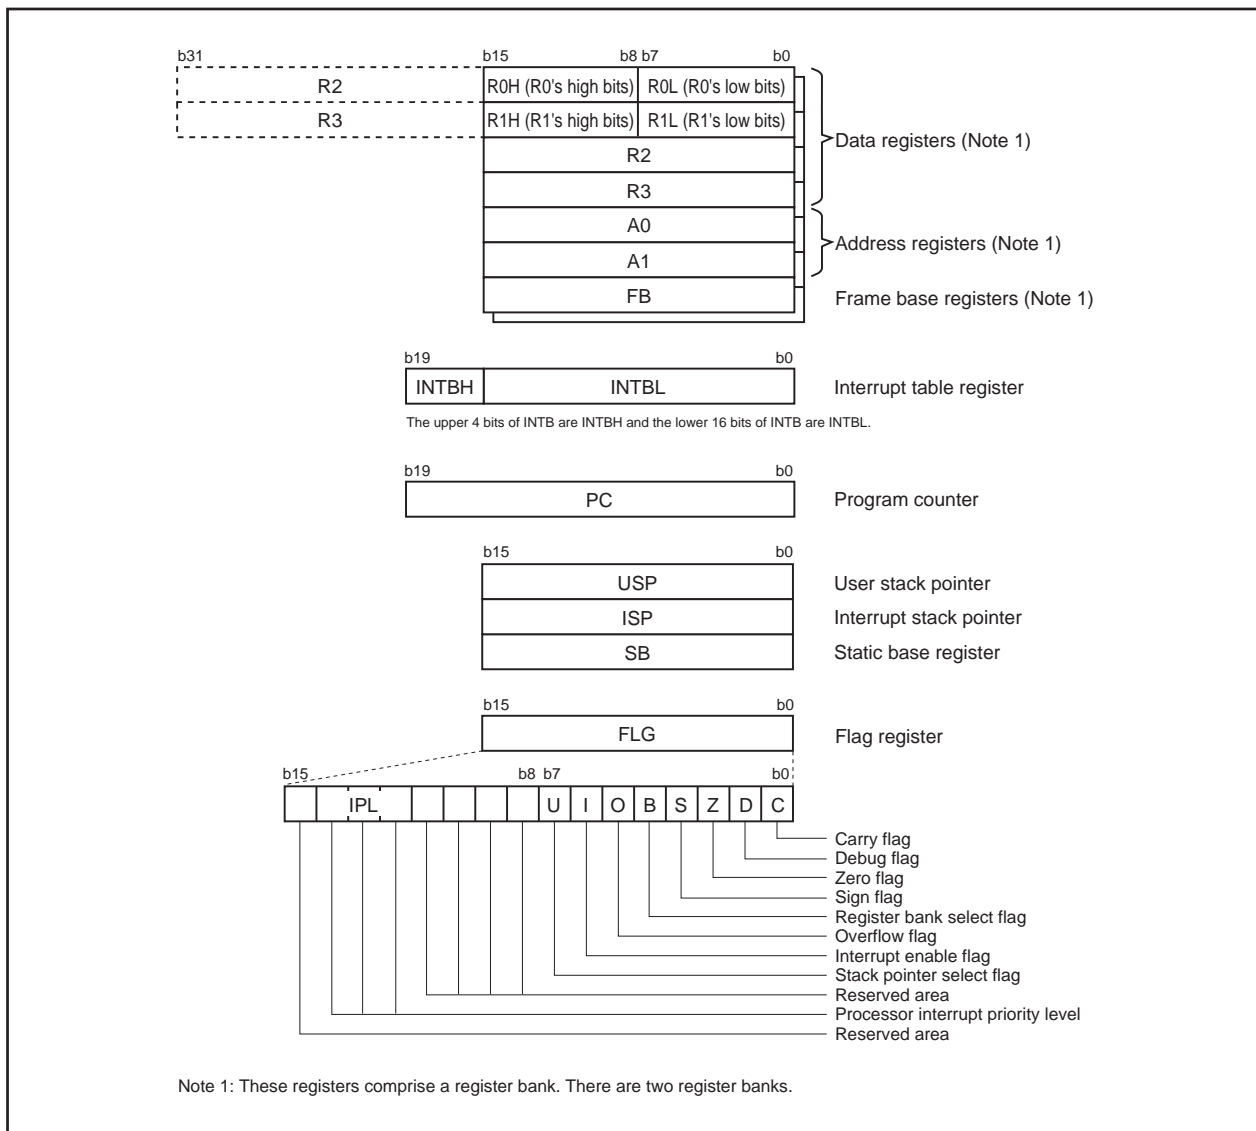 b31 b15 b8 b7 b0
R2 R0H (R0's high bits) R0L (R0's low bits)
R3 R1H (R1's high bits) R1L (R1's low bits)
Data registers (Note 1)
R2
R3
A0
Address registers (Note 1)
A1
FB Frame base registers (Note 1)
b19 b0
INTBH INTBL Interrupt table register
The upper 4 bits of INTB are INTBH and the lower 16 bits of INTB are INTBL.
b19 b0
PC Program counter
b15 b0
USP User stack pointer
ISP Interrupt stack pointer
SB Static base register
b15 b0
FLG Flag register
b15 b8 b7 b0
IPL U I O B S Z D C
Carry flag
Debug flag
Zero flag
Sign flag
Register bank select flag
Overflow flag
Interrupt enable flag
Stack pointer select flag
Reserved area
Processor interrupt priority level
Reserved area
Note 1: These registers comprise a register bank. There are two register banks.